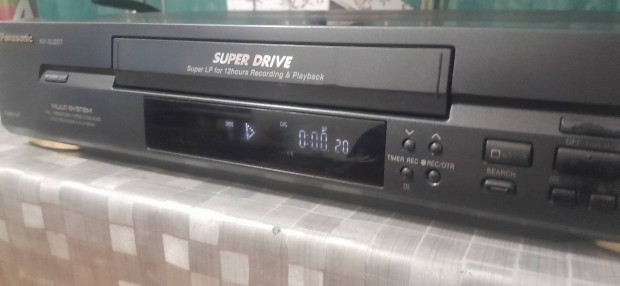 Panasonic
SUPER DRIVE
Super LP for 12hours Recording & Playback
MULTI-SYSTEM
0:00 20
TIMER REC ●REC/OTR
SEARCH
OFF